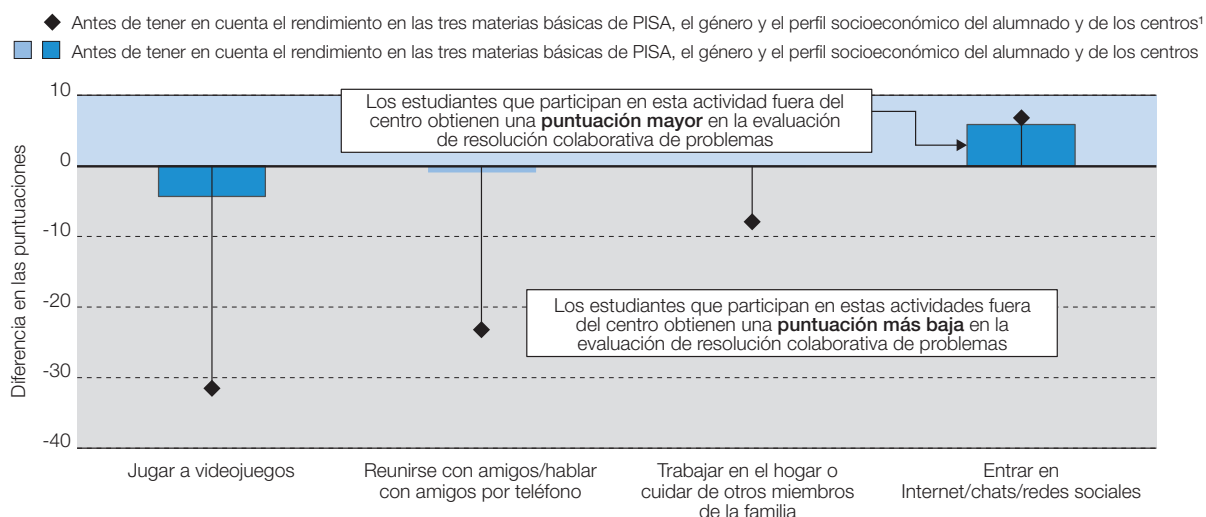 ◆ Antes de tener en cuenta el rendimiento en las tres materias básicas de PISA, el género y el perfil socioeconómico del alumnado y de los centros¹
Antes de tener en cuenta el rendimiento en las tres materias básicas de PISA, el género y el perfil socioeconómico del alumnado y de los centros
Diferencia en las puntuaciones
10
0
-10
-20
-30
-40
Los estudiantes que participan en esta actividad fuera del
centro obtienen una puntuación mayor en la evaluación
de resolución colaborativa de problemas
Los estudiantes que participan en estas actividades fuera
del centro obtienen una puntuación más baja en la
evaluación de resolución colaborativa de problemas
Jugar a videojuegos
Reunirse con amigos/hablar
con amigos por teléfono
Trabajar en el hogar o
cuidar de otros miembros
de la familia
Entrar en
Internet/chats/redes sociales